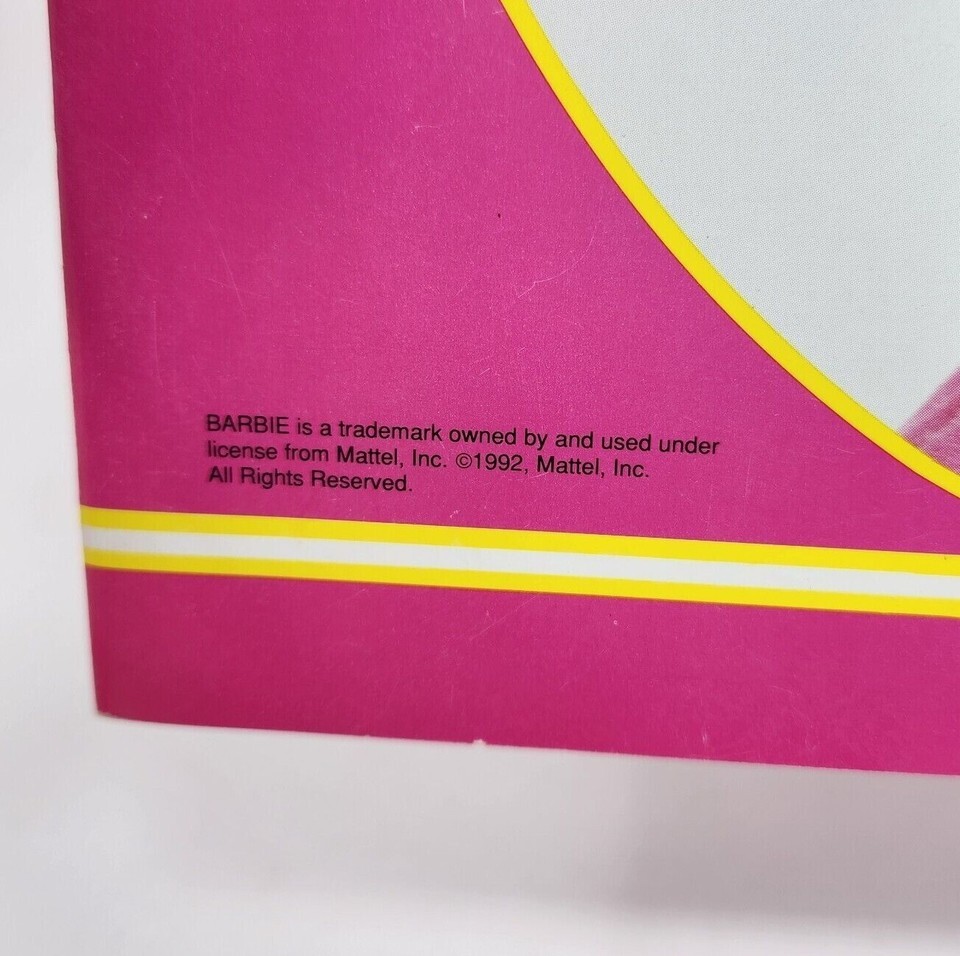 BARBIE is a trademark owned by and used under
license from Mattel, Inc. ©1992, Mattel, Inc.
All Rights Reserved.